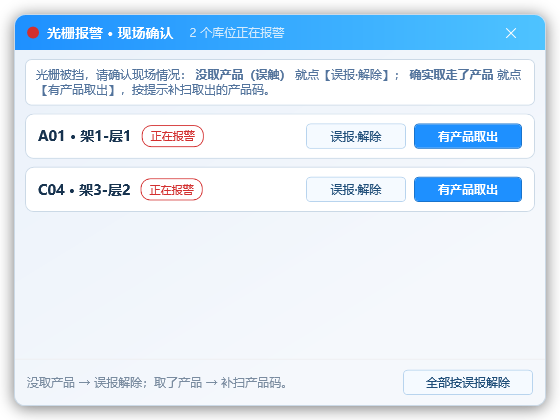 光栅报警 • 现场确认 2 个库位正在报警
光栅被挡，请确认现场情况： 没取产品（误触） 就点【误报·解除】； 确实取走了产品 就点
【有产品取出】，按提示补扫取出的产品码。
A01 • 架1-层1 正在报警 误报·解除 有产品取出
C04 • 架3-层2 正在报警 误报·解除 有产品取出
没取产品 → 误报解除；取了产品 → 补扫产品码。 全部按误报解除